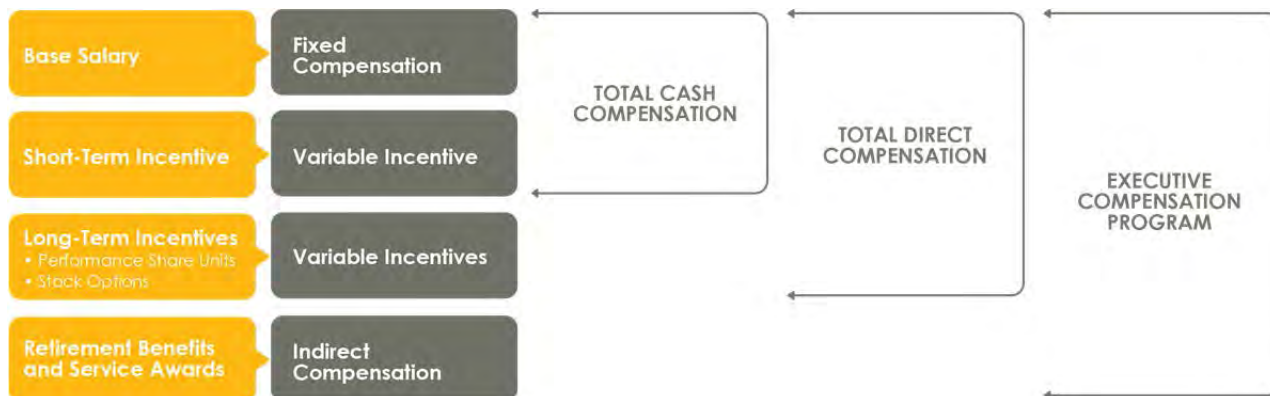 Base Salary
Fixed
Compensation
Short-Term Incentive
Variable Incentive
Long-Term Incentives
• Performance Share Units
• Stock Options
Variable Incentives
Retirement Benefits
and Service Awards
Indirect
Compensation
TOTAL CASH
COMPENSATION
TOTAL DIRECT
COMPENSATION
EXECUTIVE
COMPENSATION
PROGRAM